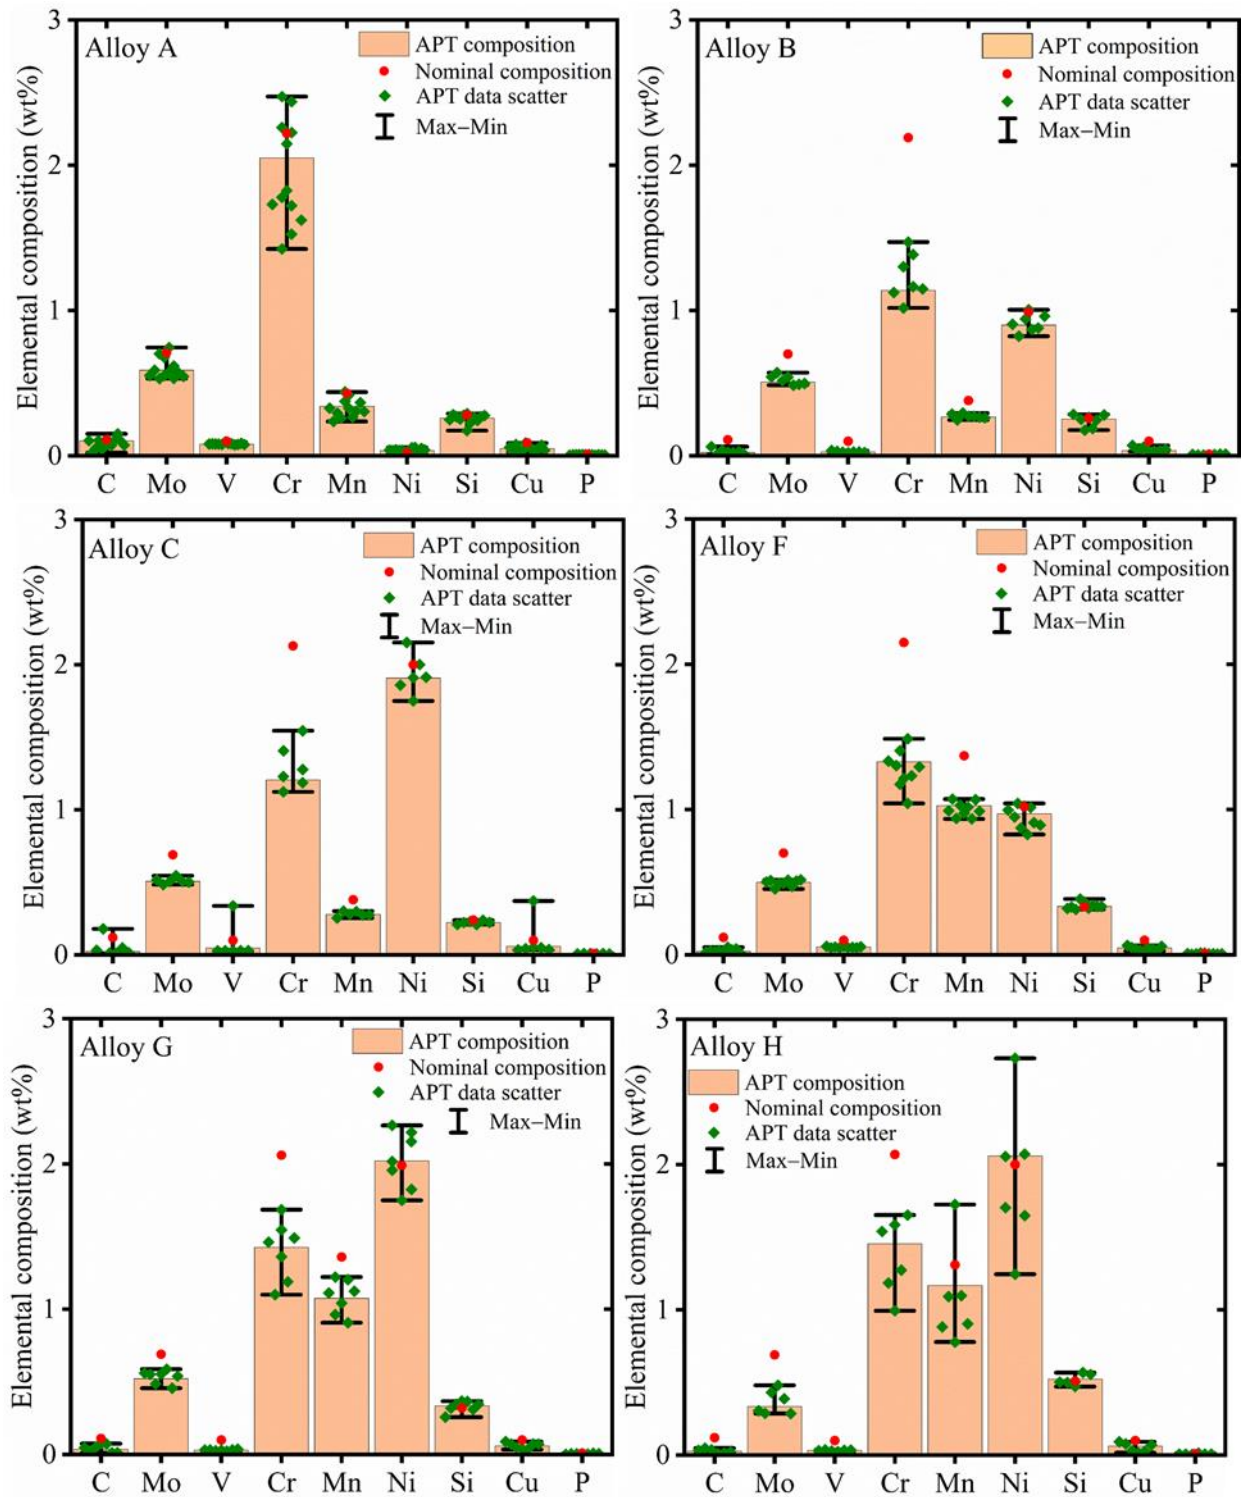 Alloy A
APT composition
Nominal composition
APT data scatter
Max−Min
Elemental composition (wt%)
3
2
1
0
C Mo V Cr Mn Ni Si Cu P
Alloy B
APT composition
Nominal composition
APT data scatter
Max−Min
Elemental composition (wt%)
3
2
1
0
C Mo V Cr Mn Ni Si Cu P
Alloy C
APT composition
Nominal composition
APT data scatter
Max−Min
Elemental composition (wt%)
3
2
1
0
C Mo V Cr Mn Ni Si Cu P
Alloy F
APT composition
Nominal composition
APT data scatter
Max−Min
Elemental composition (wt%)
3
2
1
0
C Mo V Cr Mn Ni Si Cu P
Alloy G
APT composition
Nominal composition
APT data scatter
Max−Min
Elemental composition (wt%)
3
2
1
0
C Mo V Cr Mn Ni Si Cu P
Alloy H
APT composition
Nominal composition
APT data scatter
Max−Min
Elemental composition (wt%)
3
2
1
0
C Mo V Cr Mn Ni Si Cu P